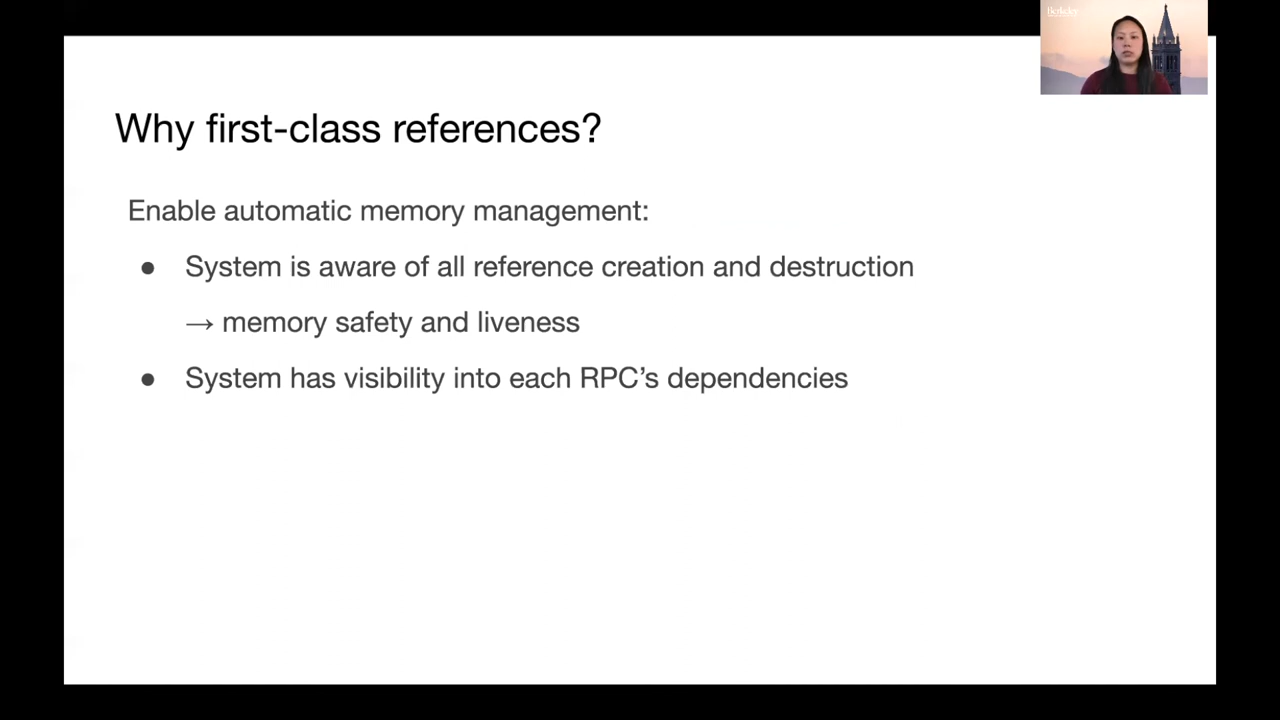 Berkeley
Why first-class references?
Enable automatic memory management:
● System is aware of all reference creation and destruction
→ memory safety and liveness
● System has visibility into each RPC’s dependencies